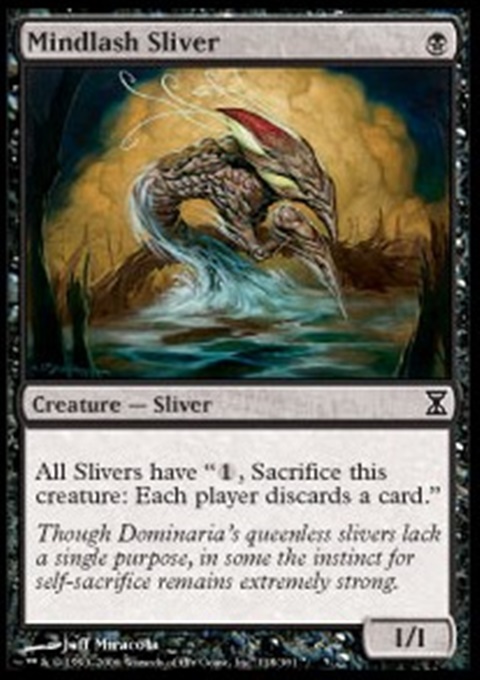 Mindlash Sliver
Creature — Sliver
All Slivers have “1, Sacrifice this
creature: Each player discards a card.”
Though Dominaria's queenless slivers lack
a single purpose, in some the instinct for
self-sacrifice remains extremely strong.
1/1
Jeff Miracola